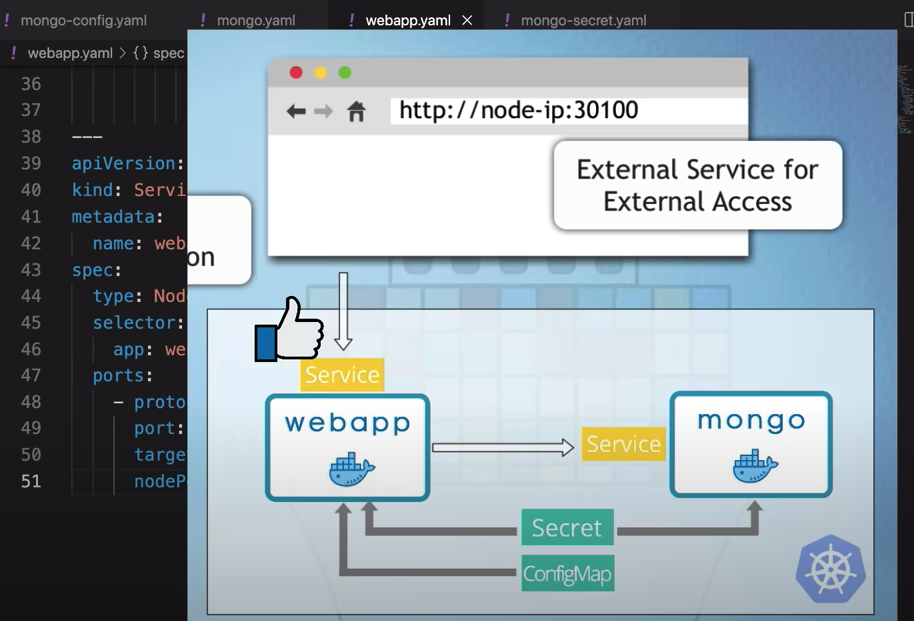 ! mongo-config.yaml
! mongo.yaml
! webapp.yaml ×
! mongo-secret.yaml
! webapp.yaml > {} spec
http://node-ip:30100
External Service for
External Access
on
36
37
38 ---
39 apiVersion:
40 kind: Servi
41 metadata:
42 name: web
43 spec:
44 type: Nod
45 selector:
46 app: we
47 ports:
48 - proto
49 port:
50 targe
51 nodeP
Service
webapp
Service
mongo
Secret
ConfigMap